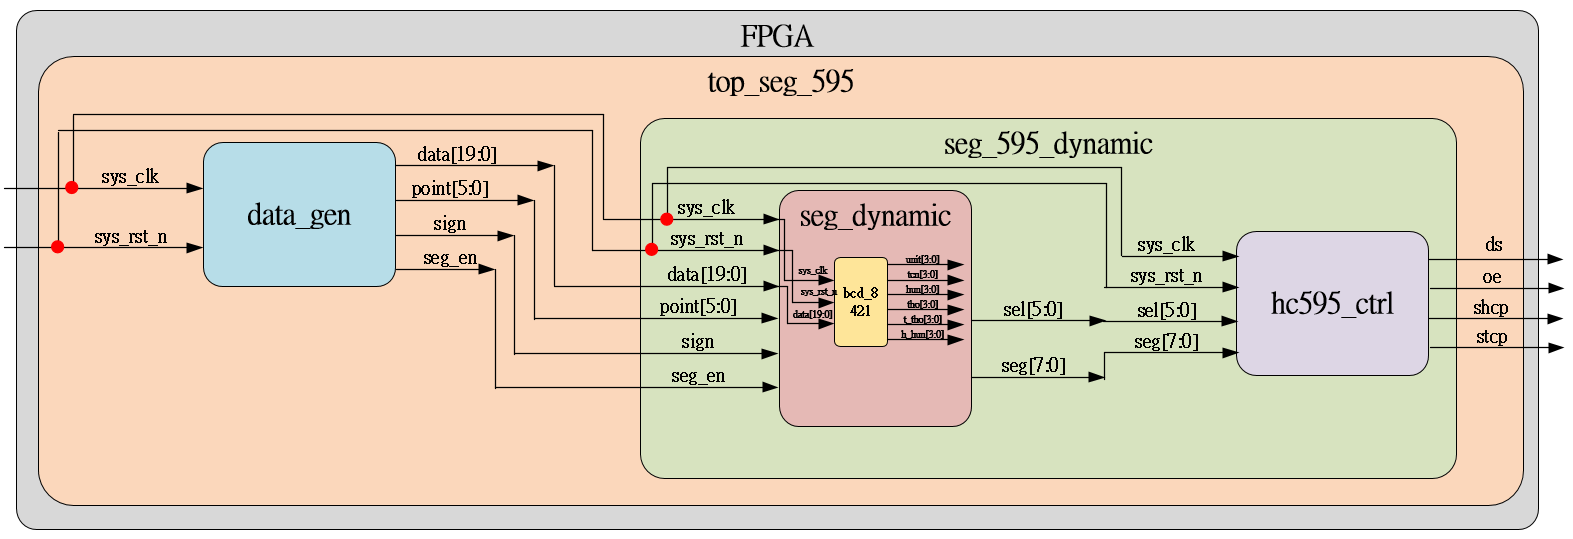 FPGA
top_seg_595
seg_595_dynamic
sys_clk
sys_rst_n
data_gen
data[19:0]
point[5:0]
sign
seg_en
sys_clk
sys_rst_n
data[19:0]
point[5:0]
sign
seg_en
seg_dynamic
sys_clk
sys_rst_n
data[19:0]
bcd_8
421
unit[3:0]
ten[3:0]
hun[3:0]
tho[3:0]
t_tho[3:0]
h_hun[3:0]
sel[5:0]
seg[7:0]
sys_clk
sys_rst_n
sel[5:0]
seg[7:0]
hc595_ctrl
ds
oe
shcp
stcp